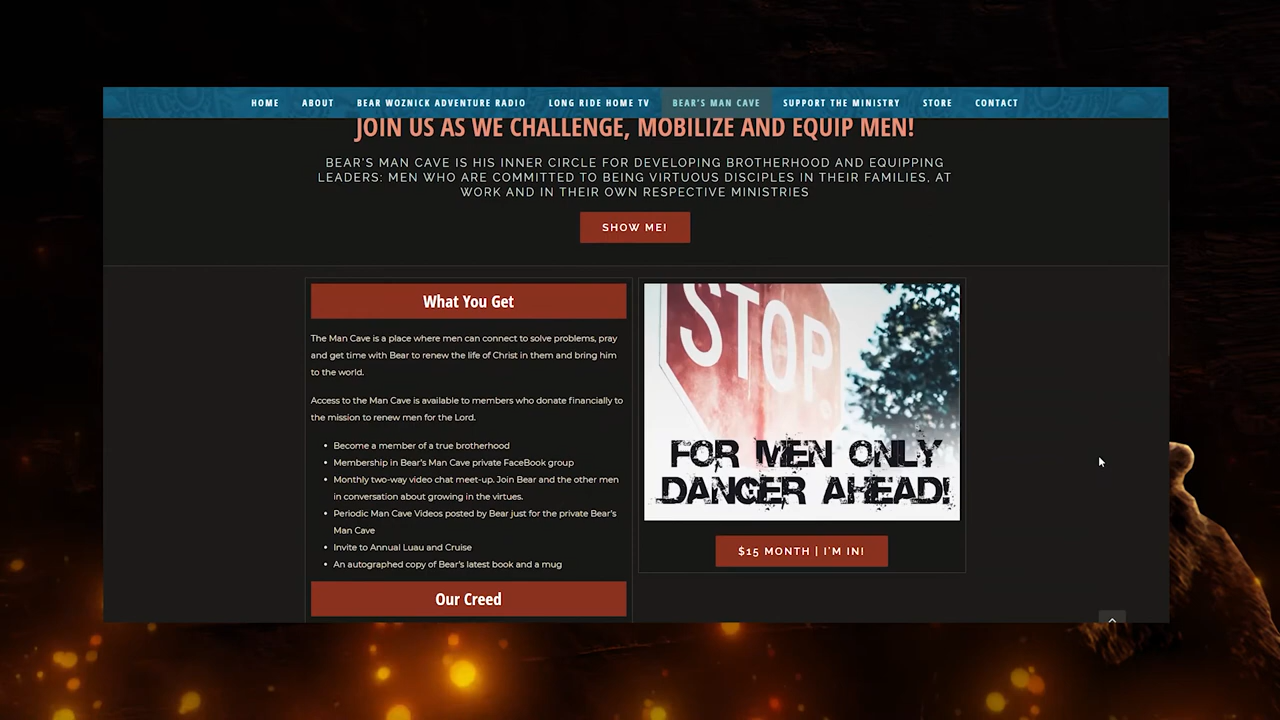 HOME ABOUT BEAR WOZNICK ADVENTURE RADIO LONG RIDE HOME TV BEAR'S MAN CAVE SUPPORT THE MINISTRY STORE CONTACT
JOIN US AS WE CHALLENGE, MOBILIZE AND EQUIP MEN!
BEAR'S MAN CAVE IS HIS INNER CIRCLE FOR DEVELOPING BROTHERHOOD AND EQUIPPING
LEADERS: MEN WHO ARE COMMITTED TO BEING VIRTUOUS DISCIPLES IN THEIR FAMILIES, AT
WORK AND IN THEIR OWN RESPECTIVE MINISTRIES
SHOW ME!
What You Get
The Man Cave is a place where men can connect to solve problems, pray
and get time with Bear to renew the life of Christ in them and bring him
to the world.
Access to the Man Cave is available to members who donate financially to
the mission to renew men for the Lord.
• Become a member of a true brotherhood
• Membership in Bear's Man Cave private FaceBook group
• Monthly two-way video chat meet-up. Join Bear and the other men
in conversation about growing in the virtues.
• Periodic Man Cave Videos posted by Bear just for the private Bear's
Man Cave
• Invite to Annual Luau and Cruise
• An autographed copy of Bear's latest book and a mug
Our Creed
STOP
FOR MEN ONLY
DANGER AHEAD!
$15 MONTH | I'M IN!